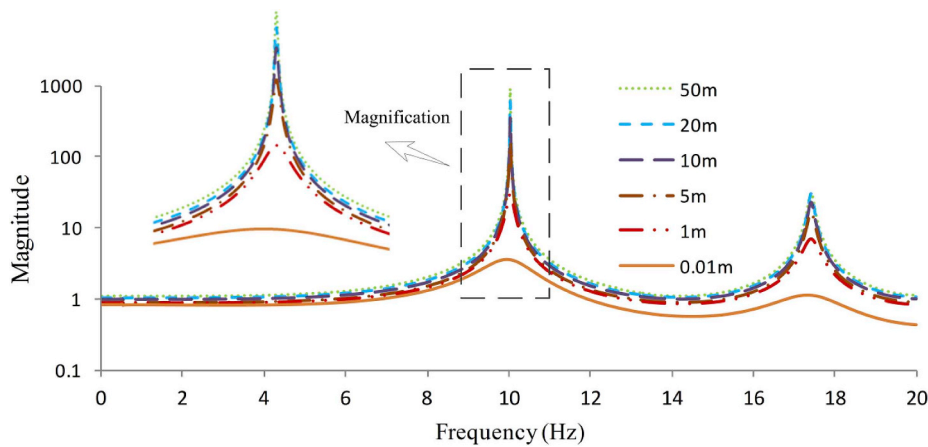 1000
100
10
1
0.1
Magnitude
Magnification
50m
20m
10m
5m
1m
0.01m
0 2 4 6 8 10 12 14 16 18 20
Frequency (Hz)